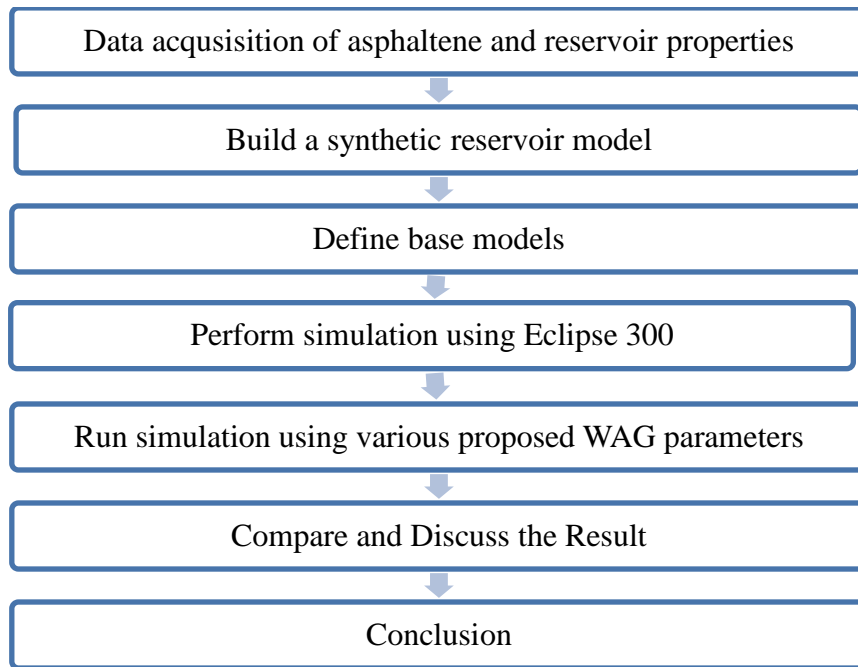 Data acqusisition of asphaltene and reservoir properties
Build a synthetic reservoir model
Define base models
Perform simulation using Eclipse 300
Run simulation using various proposed WAG parameters
Compare and Discuss the Result
Conclusion